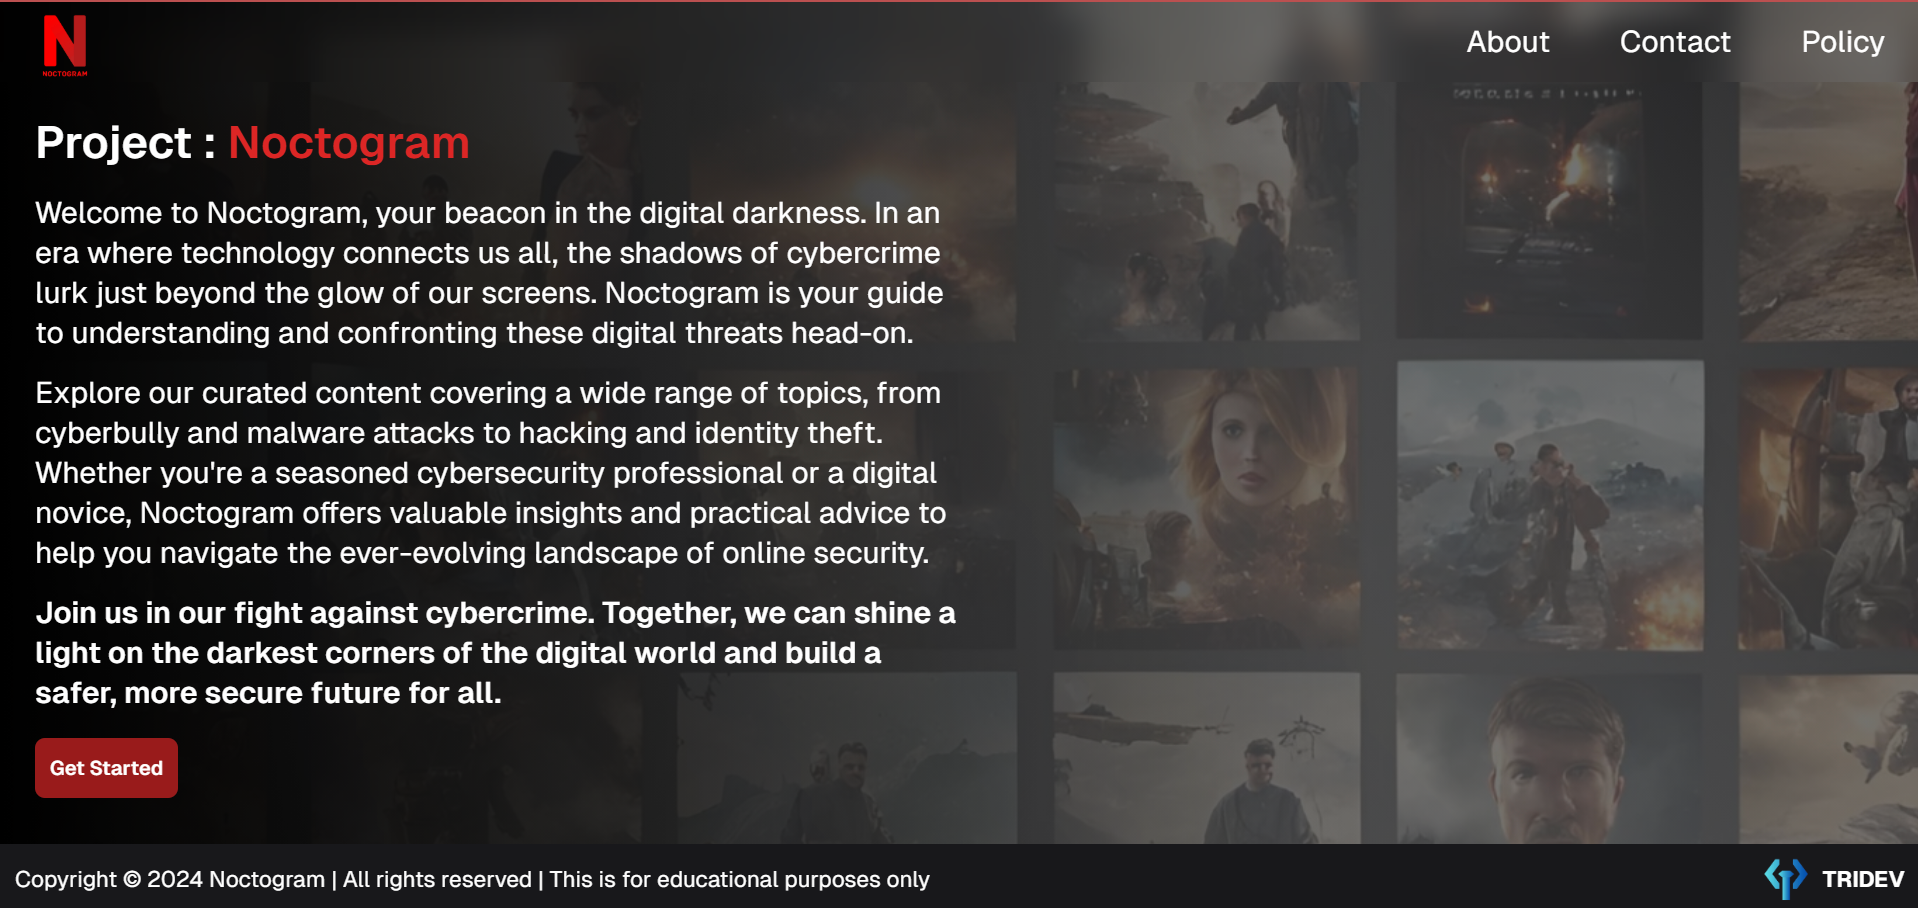 N
NOCTOGRAM
About
Contact
Policy
Project : Noctogram
Welcome to Noctogram, your beacon in the digital darkness. In an
era where technology connects us all, the shadows of cybercrime
lurk just beyond the glow of our screens. Noctogram is your guide
to understanding and confronting these digital threats head-on.
Explore our curated content covering a wide range of topics, from
cyberbully and malware attacks to hacking and identity theft.
Whether you're a seasoned cybersecurity professional or a digital
novice, Noctogram offers valuable insights and practical advice to
help you navigate the ever-evolving landscape of online security.
Join us in our fight against cybercrime. Together, we can shine a
light on the darkest corners of the digital world and build a
safer, more secure future for all.
Get Started
Copyright © 2024 Noctogram | All rights reserved | This is for educational purposes only
TRIDEV